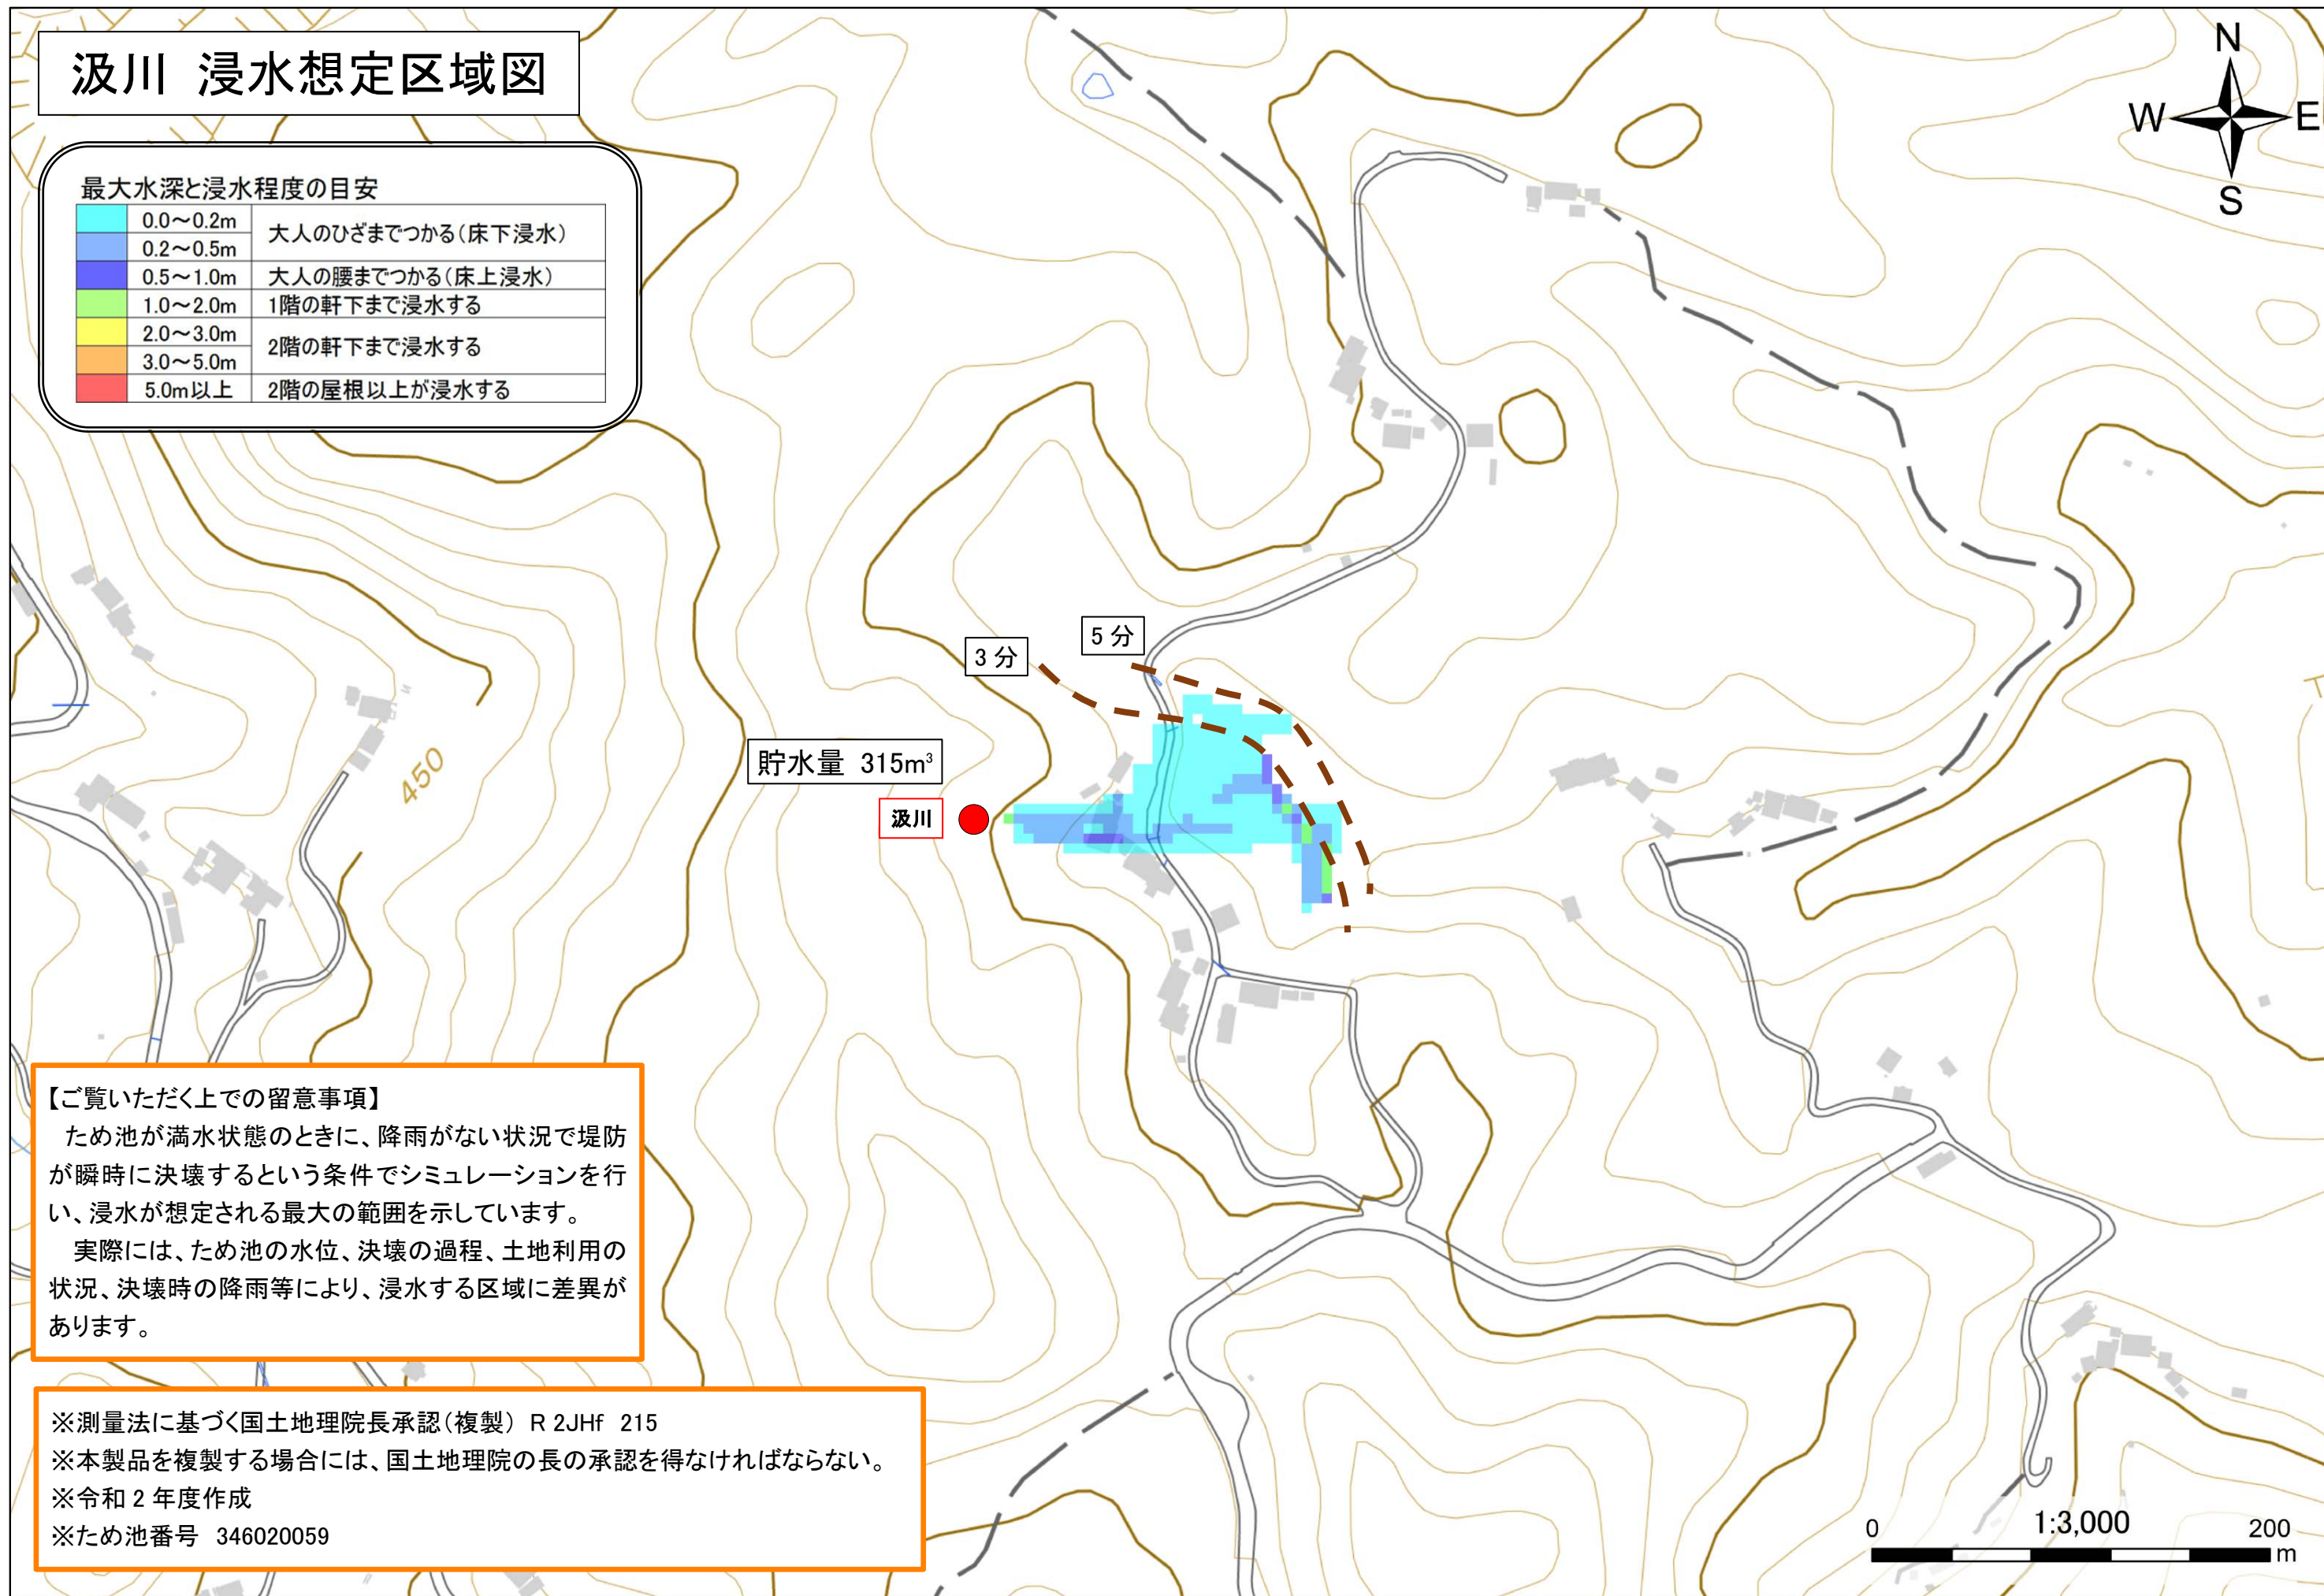 汲川 浸水想定区域図
N
W
E
S
最大水深と浸水程度の目安
0.0～0.2m
大人のひざまでつかる(床下浸水)
0.2～0.5m
0.5～1.0m
大人の腰までつかる(床上浸水)
1.0～2.0m
1階の軒下まで浸水する
2.0～3.0m
2階の軒下まで浸水する
3.0～5.0m
5.0m以上
2階の屋根以上が浸水する
5 分
3 分
貯水量 315m³
汲川
450
【ご覧いただく上での留意事項】
ため池が満水状態のときに、降雨がない状況で堤防
が瞬時に決壊するという条件でシミュレーションを行
い、浸水が想定される最大の範囲を示しています。
実際には、ため池の水位、決壊の過程、土地利用の
状況、決壊時の降雨等により、浸水する区域に差異が
あります。
※測量法に基づく国土地理院長承認(複製) R 2JHf 215
※本製品を複製する場合には、国土地理院の長の承認を得なければならない。
※令和 2 年度作成
※ため池番号 346020059
0
1:3,000
200
m